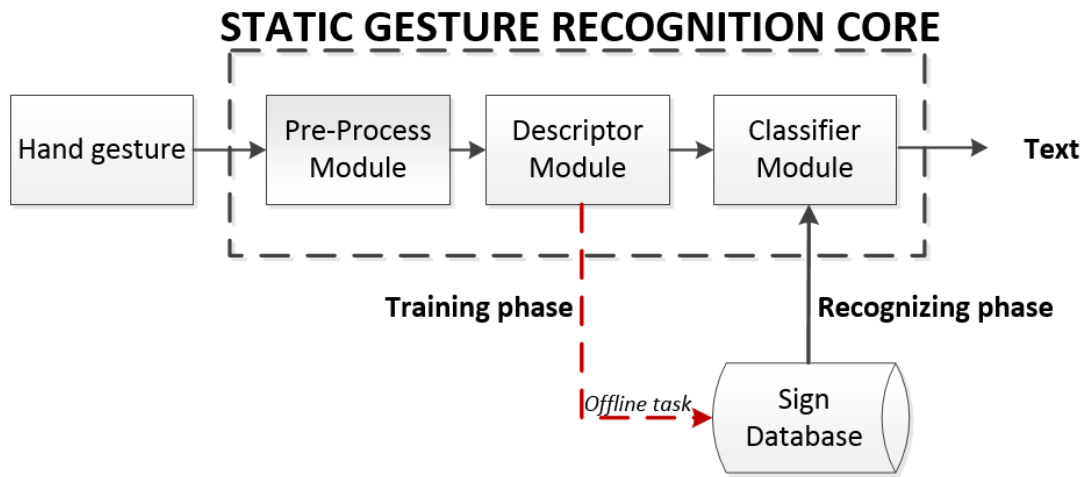 STATIC GESTURE RECOGNITION CORE
Hand gesture
Pre-Process
Module
Descriptor
Module
Classifier
Module
Text
Training phase
Recognizing phase
Offline task
Sign
Database